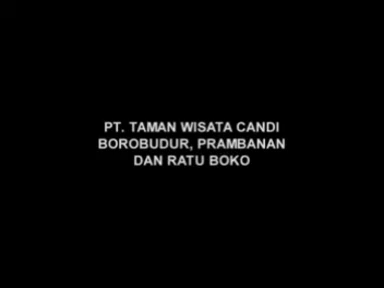 PT. TAMAN WISATA CANDI
BOROBUDUR, PRAMBANAN
DAN RATU BOKO